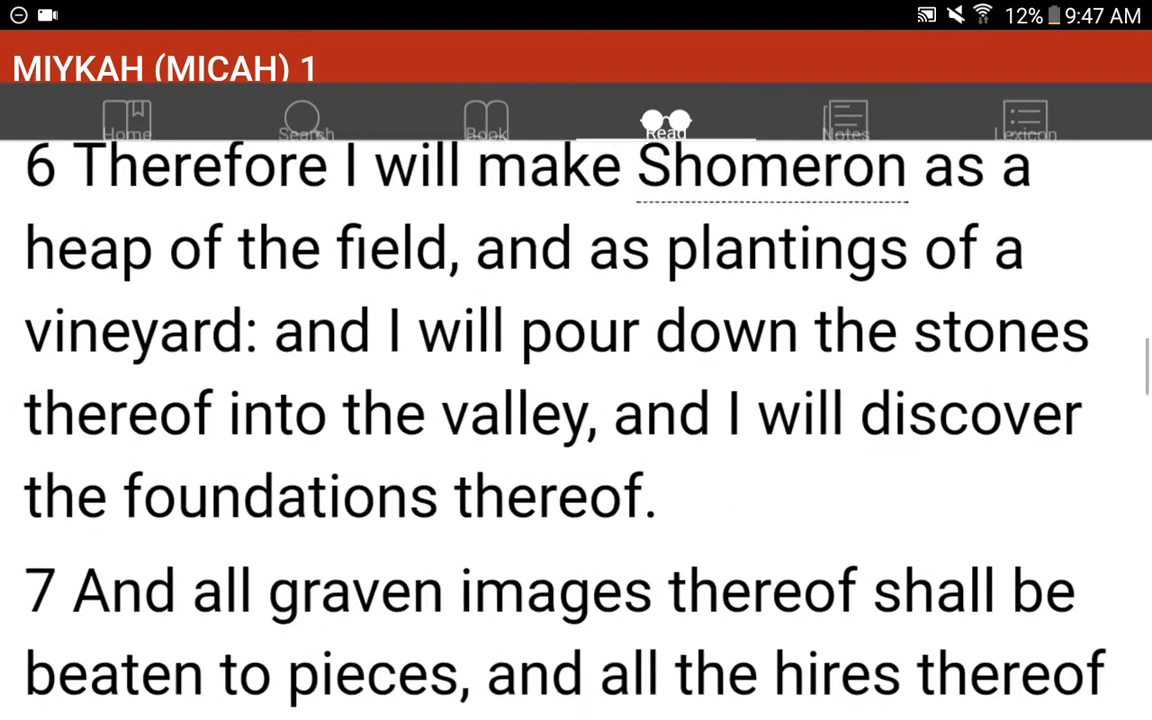 12% 9:47 AM
MIYKAH (MICAH) 1
Home Search Book Read Notes Lexicon
6 Therefore I will make Shomeron as a
heap of the field, and as plantings of a
vineyard: and I will pour down the stones
thereof into the valley, and I will discover
the foundations thereof.
7 And all graven images thereof shall be
beaten to pieces, and all the hires thereof